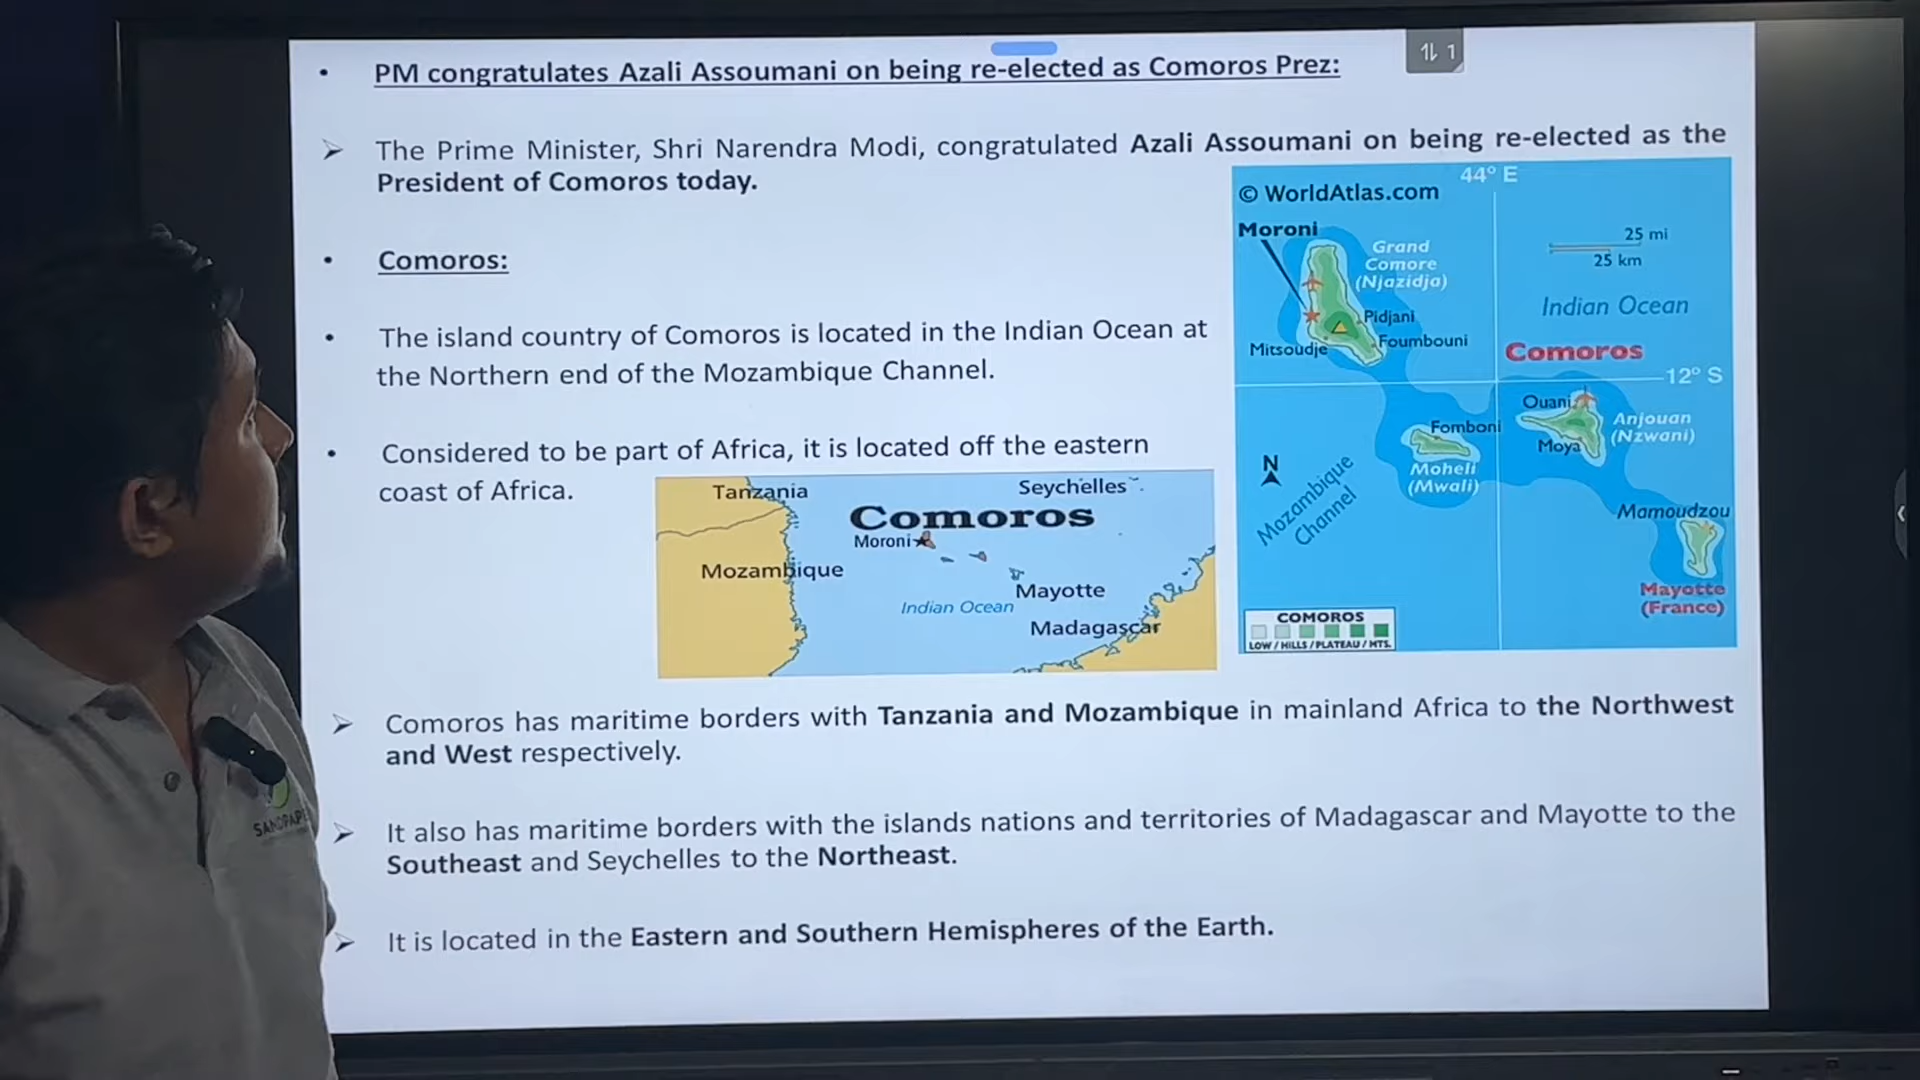 • PM congratulates Azali Assoumani on being re-elected as Comoros Prez:
1
➢ The Prime Minister, Shri Narendra Modi, congratulated Azali Assoumani on being re-elected as the
President of Comoros today.
• Comoros:
• The island country of Comoros is located in the Indian Ocean at
the Northern end of the Mozambique Channel.
• Considered to be part of Africa, it is located off the eastern
coast of Africa.
44° E
© WorldAtlas.com
Moroni
Grand
Comore
(Njazidja)
25 mi
25 km
Indian Ocean
Pidjani
Foumbouni
Mitsoudje
Comoros
12° S
Ouani
Anjouan
(Nzwani)
Fomboni
Moya
Moheli
(Mwali)
N
Mozambique
Channel
Mamoudzou
Mayotte
(France)
COMOROS
LOW / HILLS / PLATEAU / MTS.
Tanzania
Seychelles
Comoros
Moroni
Mozambique
Mayotte
Indian Ocean
Madagascar
➢ Comoros has maritime borders with Tanzania and Mozambique in mainland Africa to the Northwest
and West respectively.
➢ It also has maritime borders with the islands nations and territories of Madagascar and Mayotte to the
Southeast and Seychelles to the Northeast.
➢ It is located in the Eastern and Southern Hemispheres of the Earth.